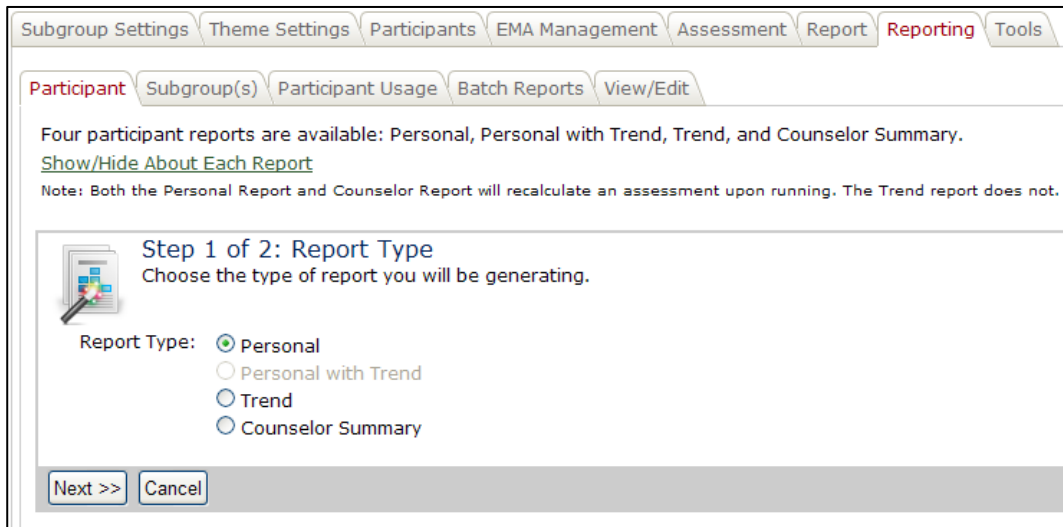 Subgroup Settings Theme Settings Participants EMA Management Assessment Report Reporting Tools
Participant Subgroup(s) Participant Usage Batch Reports View/Edit
Four participant reports are available: Personal, Personal with Trend, Trend, and Counselor Summary.
Show/Hide About Each Report
Note: Both the Personal Report and Counselor Report will recalculate an assessment upon running. The Trend report does not.
Step 1 of 2: Report Type
Choose the type of report you will be generating.
Report Type: Personal
Personal with Trend
Trend
Counselor Summary
Next >> Cancel